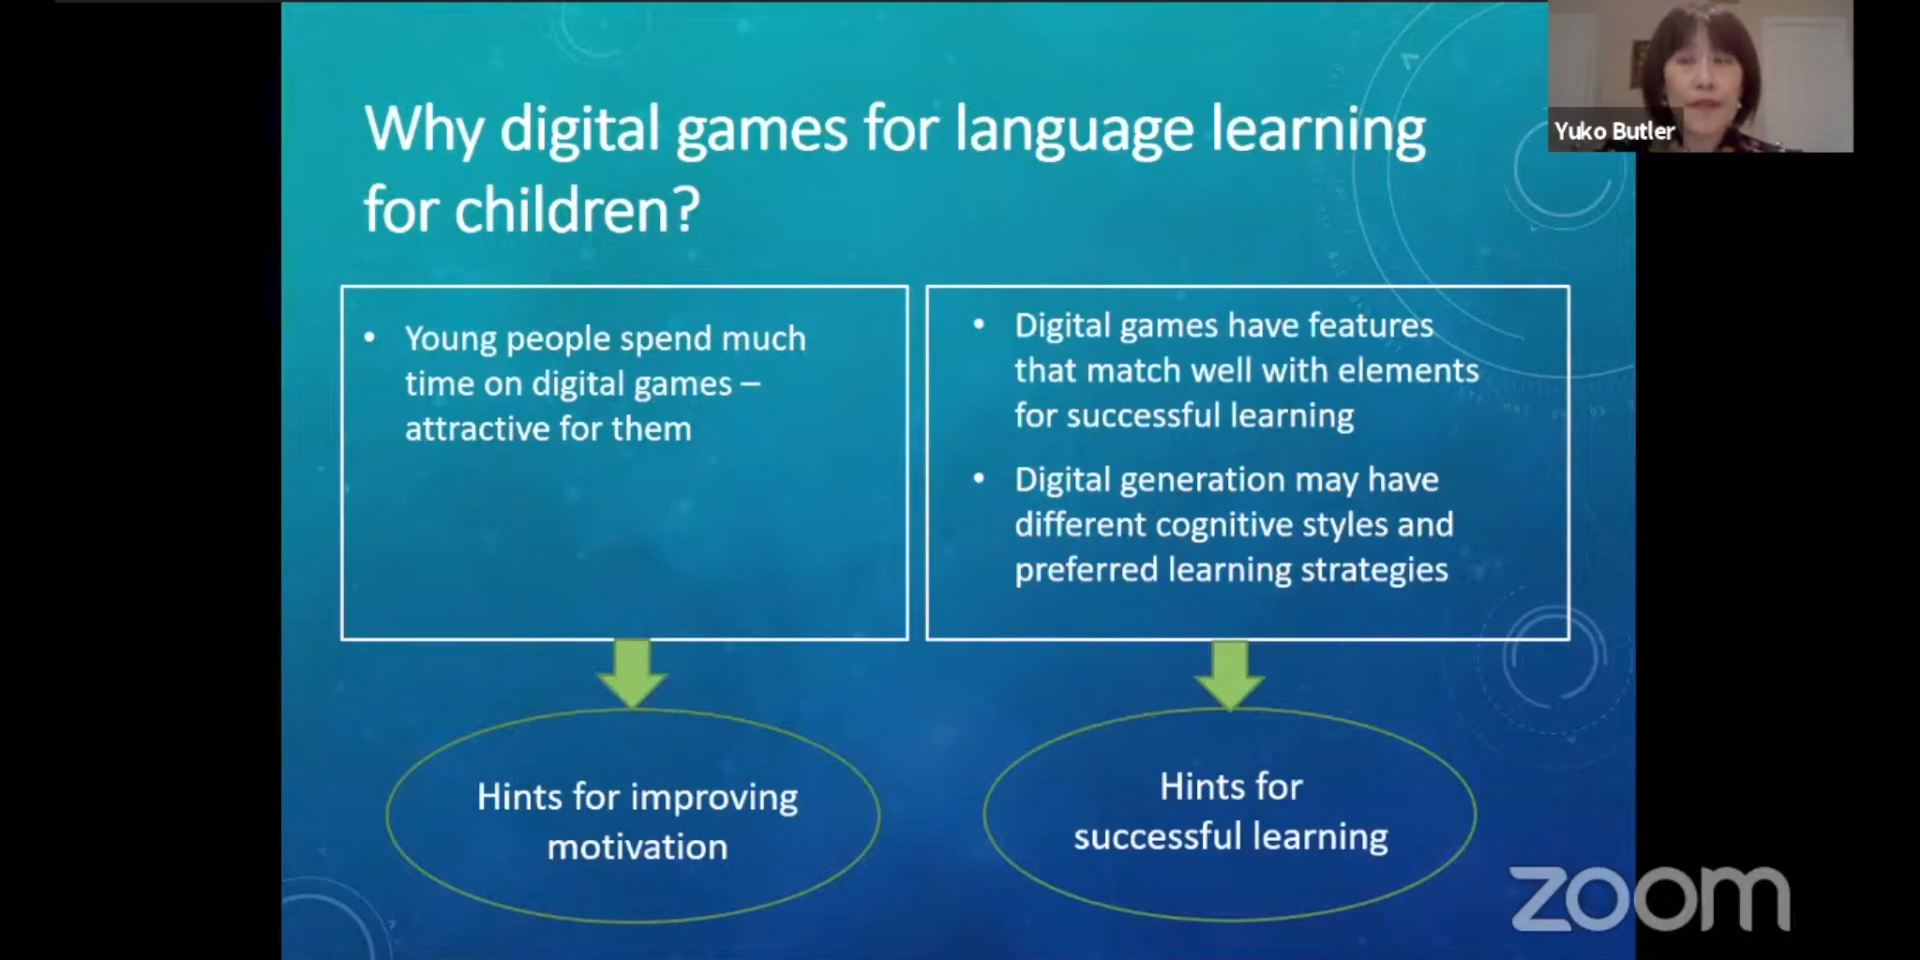 Why digital games for language learning
for children?
Yuko Butler
• Young people spend much
time on digital games –
attractive for them
• Digital games have features
that match well with elements
for successful learning
• Digital generation may have
different cognitive styles and
preferred learning strategies
Hints for improving
motivation
Hints for
successful learning
zoom